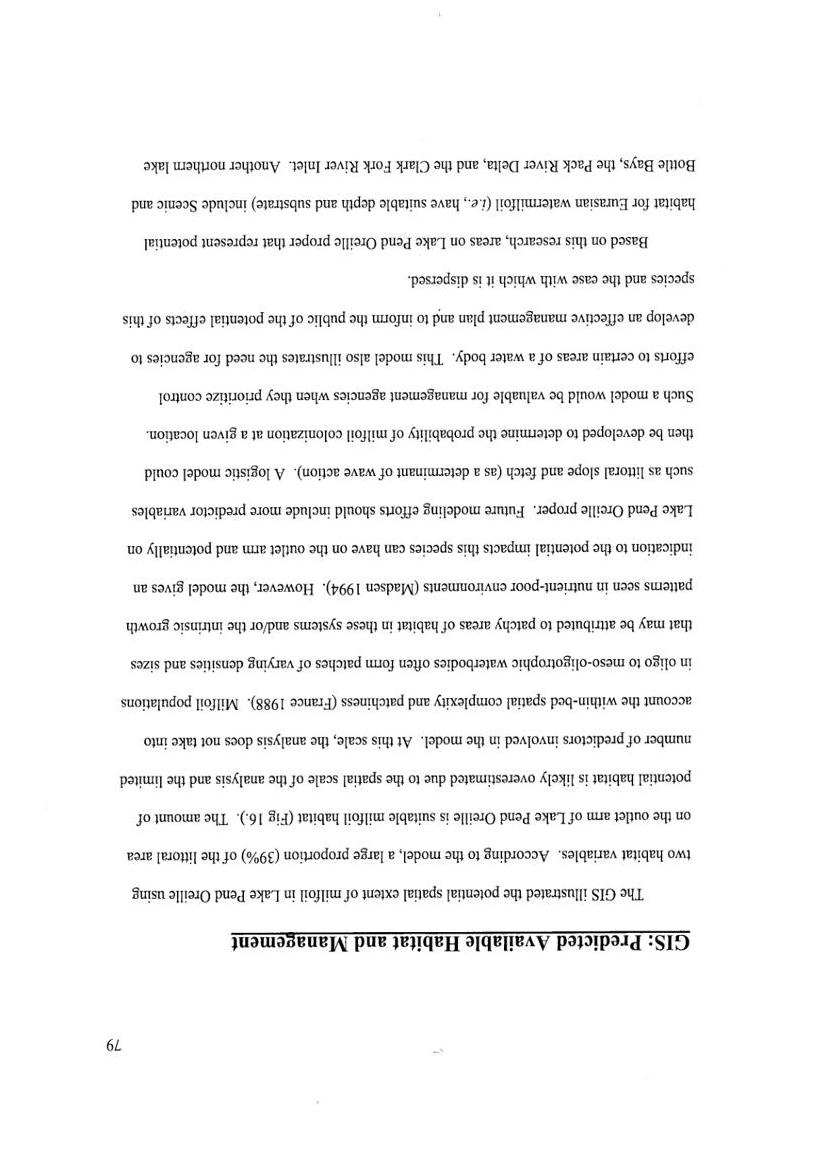 79
GIS: Predicted Available Habitat and Management
The GIS illustrated the potential spatial extent of milfoil in Lake Pend Oreille using
two habitat variables. According to the model, a large proportion (39%) of the littoral area
on the outlet arm of Lake Pend Oreille is suitable milfoil habitat (Fig 16.). The amount of
potential habitat is likely overestimated due to the spatial scale of the analysis and the limited
number of predictors involved in the model. At this scale, the analysis does not take into
account the within-bed spatial complexity and patchiness (France 1988). Milfoil populations
in oligo to meso-oligotrophic waterbodies often form patches of varying densities and sizes
that may be attributed to patchy areas of habitat in these systems and/or the intrinsic growth
patterns seen in nutrient-poor environments (Madsen 1994). However, the model gives an
indication to the potential impacts this species can have on the outlet arm and potentially on
Lake Pend Oreille proper. Future modeling efforts should include more predictor variables
such as littoral slope and fetch (as a determinant of wave action). A logistic model could
then be developed to determine the probability of milfoil colonization at a given location.
Such a model would be valuable for management agencies when they prioritize control
efforts to certain areas of a water body. This model also illustrates the need for agencies to
develop an effective management plan and to inform the public of the potential effects of this
species and the ease with which it is dispersed.
Based on this research, areas on Lake Pend Oreille proper that represent potential
habitat for Eurasian watermilfoil (i.e., have suitable depth and substrate) include Scenic and
Bottle Bays, the Pack River Delta, and the Clark Fork River Inlet. Another northern lake